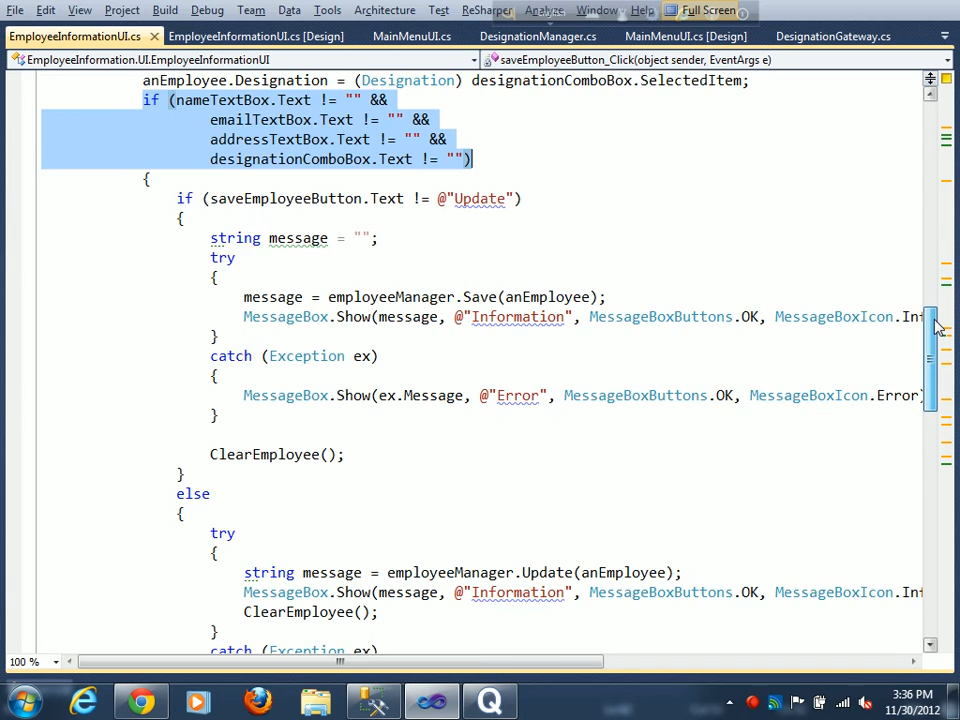 File Edit View Project Build Debug Team Data Tools Architecture Test ReSharper Analyze Window Help Full Screen
EmployeeInformationUI.cs EmployeeInformationUI.cs [Design] MainMenuUI.cs DesignationManager.cs MainMenuUI.cs [Design] DesignationGateway.cs
EmployeeInformation.UI.EmployeeInformationUI saveEmployeeButton_Click(object sender, EventArgs e)
anEmployee.Designation = (Designation) designationComboBox.SelectedItem;
if (nameTextBox.Text != "" &&
emailTextBox.Text != "" &&
addressTextBox.Text != "" &&
designationComboBox.Text != "")
{
if (saveEmployeeButton.Text != @"Update")
{
string message = "";
try
{
message = employeeManager.Save(anEmployee);
MessageBox.Show(message, @"Information", MessageBoxButtons.OK, MessageBoxIcon.Inf
}
catch (Exception ex)
{
MessageBox.Show(ex.Message, @"Error", MessageBoxButtons.OK, MessageBoxIcon.Error)
}
ClearEmployee();
}
else
{
try
{
string message = employeeManager.Update(anEmployee);
MessageBox.Show(message, @"Information", MessageBoxButtons.OK, MessageBoxIcon.Inf
ClearEmployee();
}
catch (Exception ex)
100 %
3:36 PM
11/30/2012